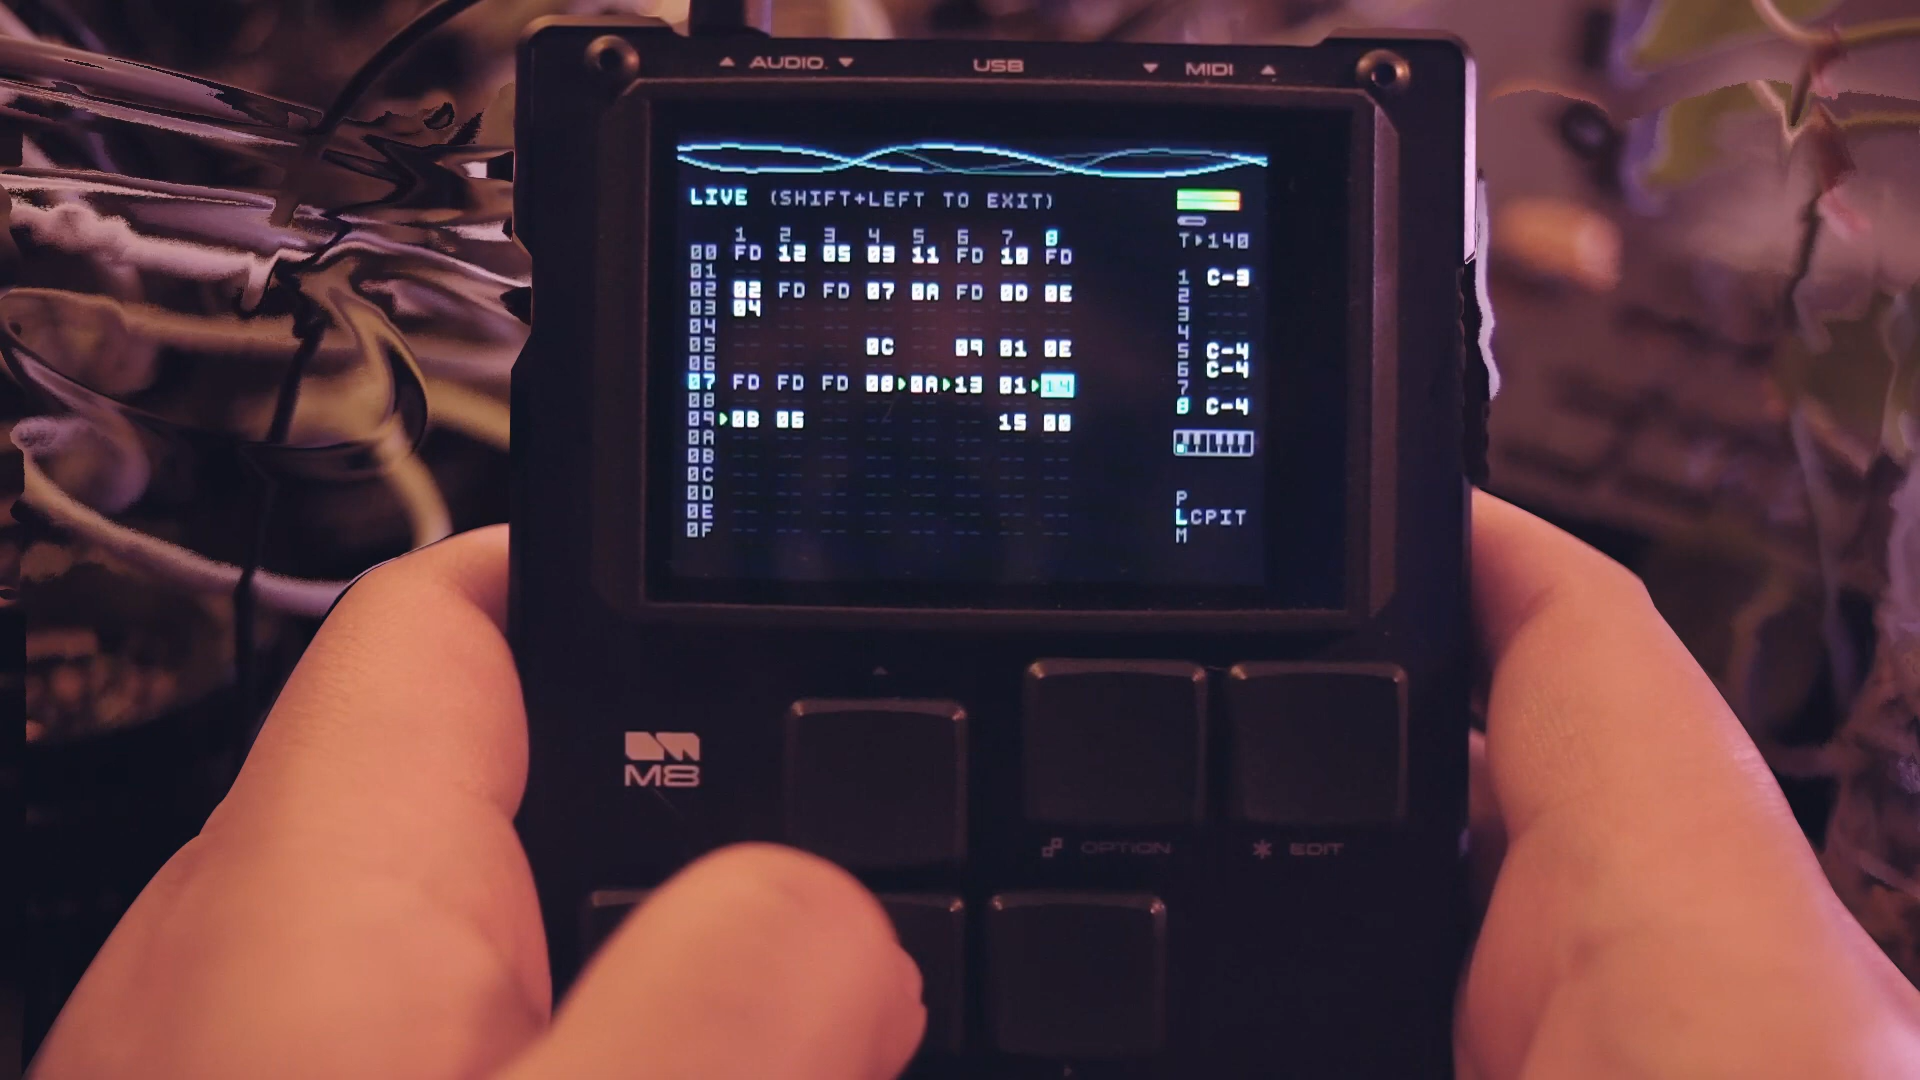 ▲ AUDIO ▼ USB ▼ MIDI ▲
LIVE (SHIFT+LEFT TO EXIT)
1 2 3 4 5 6 7 8
T▸140
00 FD 12 05 03 11 FD 10 FD
01 -- -- -- -- -- -- -- --
1 C-3
02 02 FD FD 07 0A FD 0D 0E
2 ---
03 04 -- -- -- -- -- -- --
3 ---
04 -- -- -- -- -- -- -- --
4 ---
05 -- -- -- 0C -- 09 01 0E
5 C-4
06 -- -- -- -- -- -- -- --
6 C-4
07 FD FD FD 08▸0A▸13 01▸14
7 ---
08 -- -- -- -- -- -- -- --
8 C-4
09▸0B 06 -- -- -- -- 15 00
0A -- -- -- -- -- -- -- --
0B -- -- -- -- -- -- -- --
0C -- -- -- -- -- -- -- --
0D -- -- -- -- -- -- -- --
P
0E -- -- -- -- -- -- -- --
LCPIT
0F -- -- -- -- -- -- -- --
M
M8
OPTION
EDIT